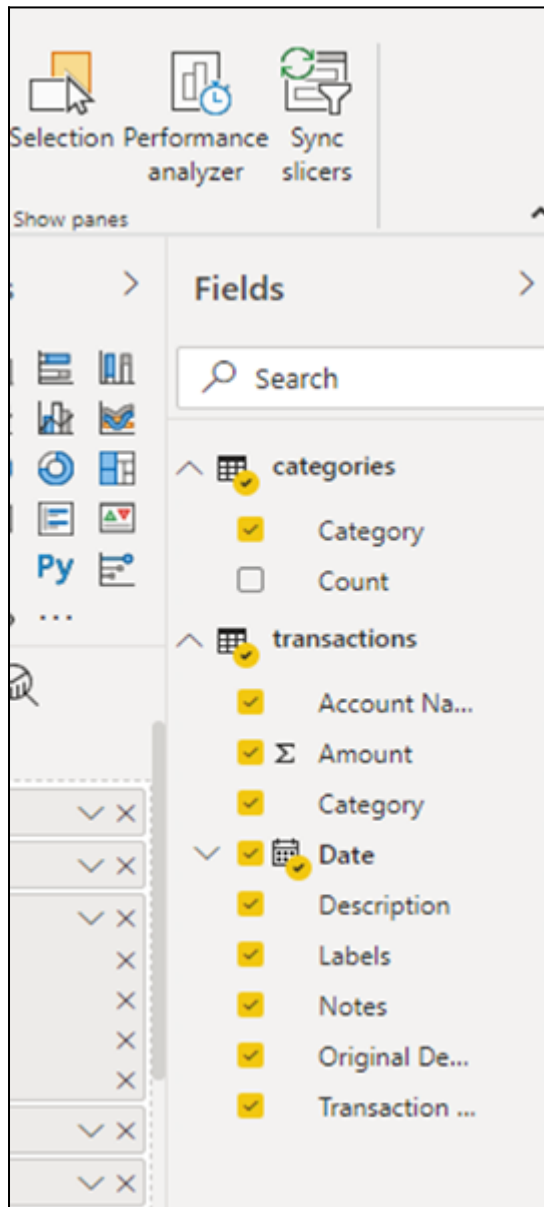 Selection Performance analyzer Sync slicers
Show panes
Fields
Search
categories
Category
Count
transactions
Account Na...
Σ Amount
Category
Date
Description
Labels
Notes
Original De...
Transaction ...
Py
...